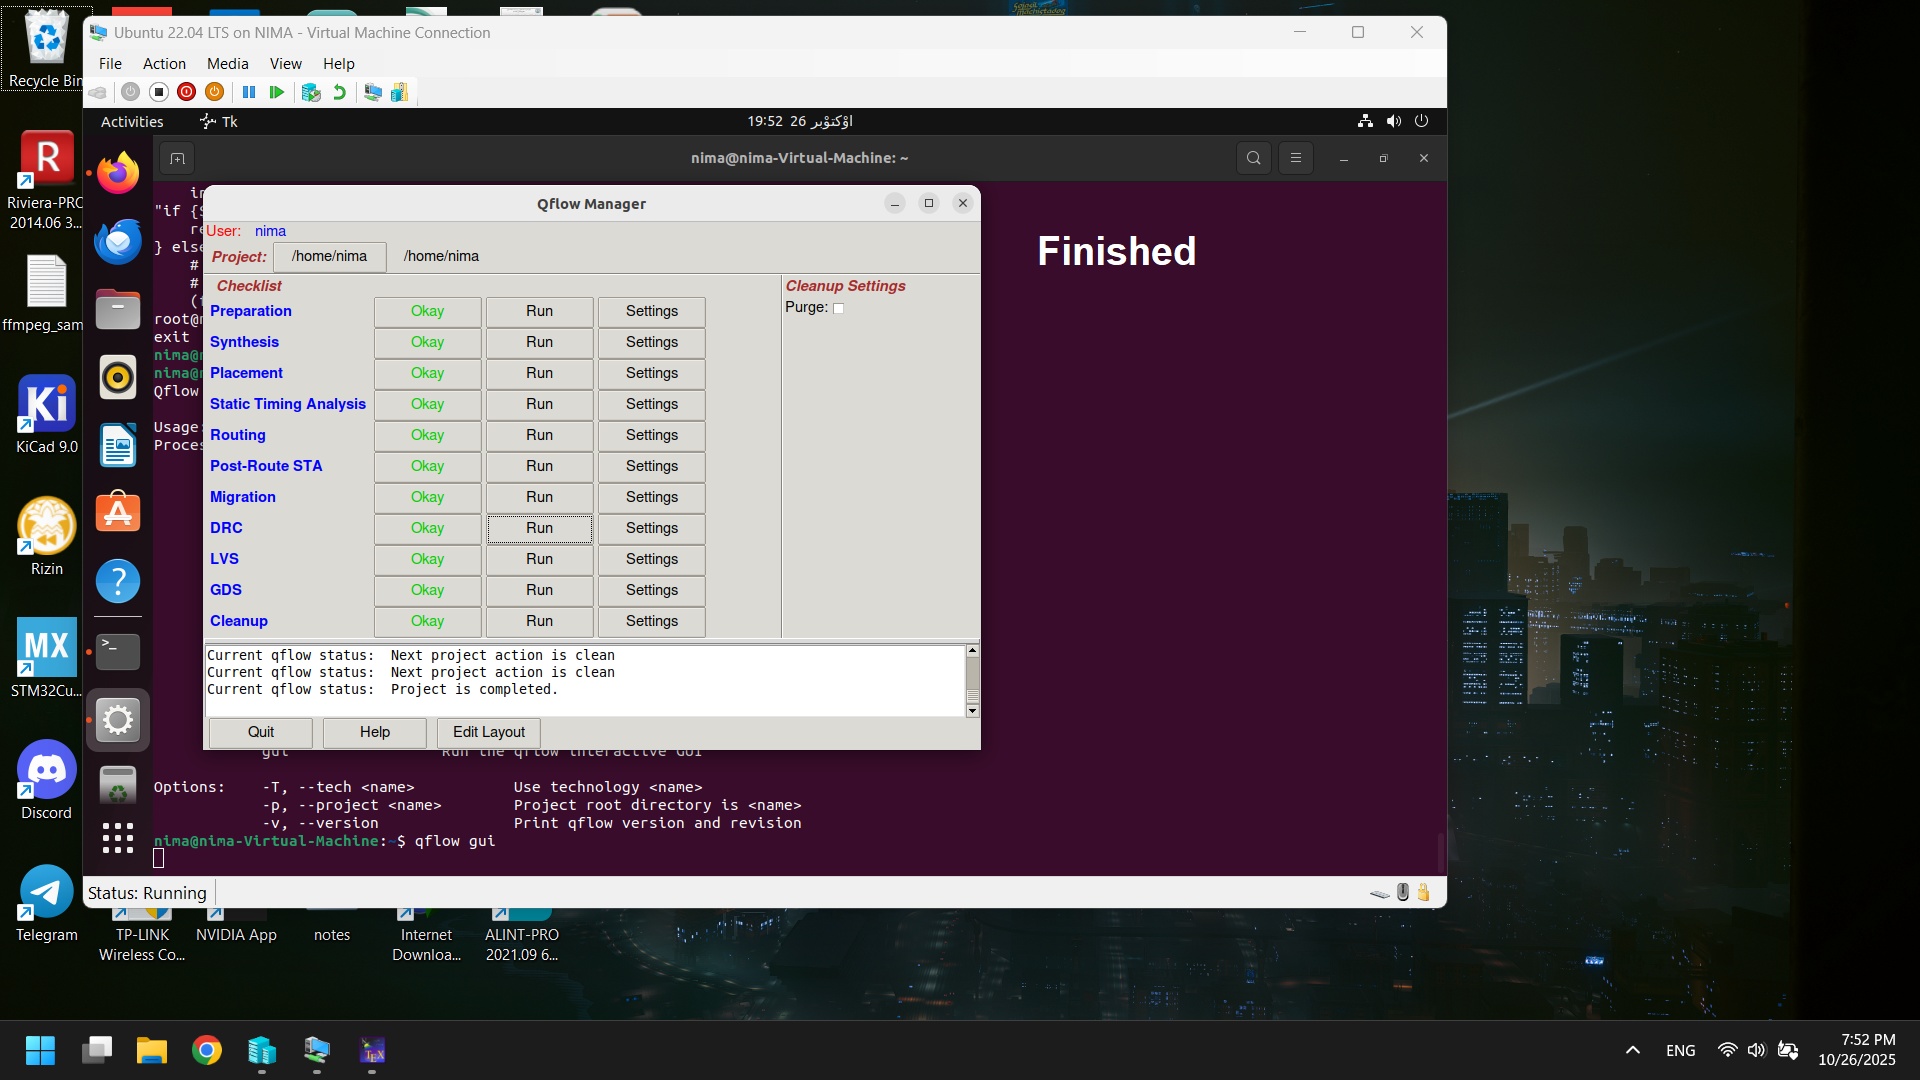 Recycle Bin
Riviera-PRO
2014.06 3...
ffmpeg_sam
KiCad 9.0
Rizin
MX
STM32Cu...
Discord
Telegram
TP-LINK
Wireless Co...
NVIDIA App
notes
Internet
Downloa...
ALINT-PRO
2021.09 6...
Ubuntu 22.04 LTS on NIMA - Virtual Machine Connection
File Action Media View Help
Activities Tk
19:52 26 اؤکتوْبر
nima@nima-Virtual-Machine: ~
"if {
} else
#
#
root@
exit
nima@
nima@
Qflow
Usage:
Proces
Qflow Manager
User: nima
Project: /home/nima /home/nima
Checklist
Preparation Okay Run Settings
Synthesis Okay Run Settings
Placement Okay Run Settings
Static Timing Analysis Okay Run Settings
Routing Okay Run Settings
Post-Route STA Okay Run Settings
Migration Okay Run Settings
DRC Okay Run Settings
LVS Okay Run Settings
GDS Okay Run Settings
Cleanup Okay Run Settings
Cleanup Settings
Purge:
Current qflow status:  Next project action is clean
Current qflow status:  Next project action is clean
Current qflow status:  Project is completed.
Quit Help Edit Layout
Finished
gui Run the qflow interactive GUI
Options: -T, --tech <name> Use technology <name>
-p, --project <name> Project root directory is <name>
-v, --version Print qflow version and revision
nima@nima-Virtual-Machine:~$ qflow gui
Status: Running
ENG
7:52 PM
10/26/2025